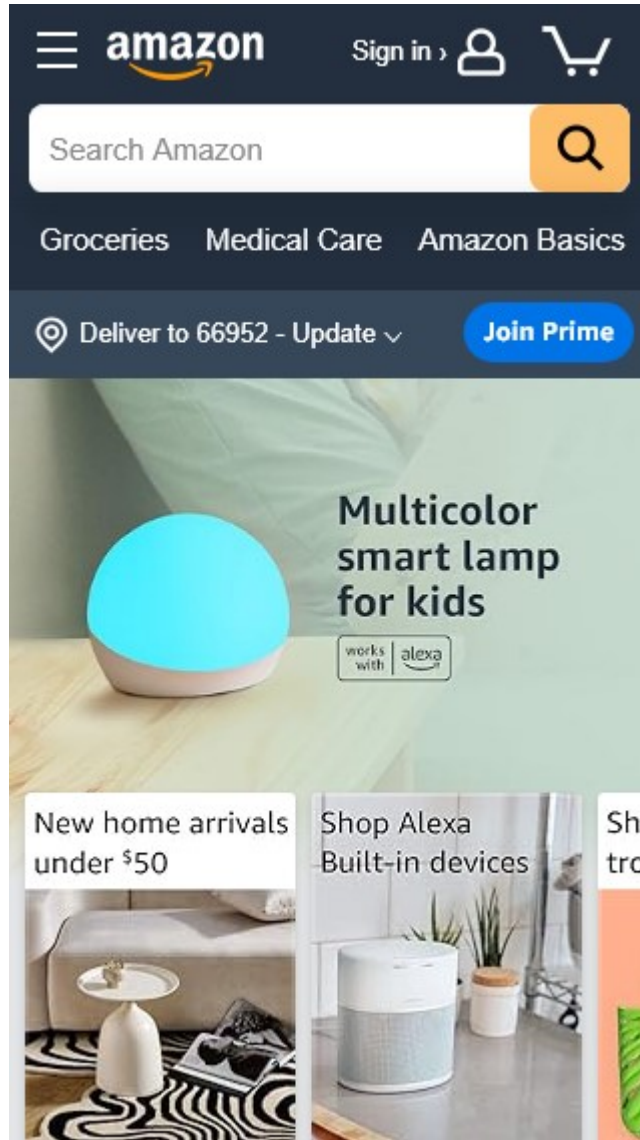 amazon
Sign in ›
Search Amazon
Groceries Medical Care Amazon Basics
Deliver to 66952 - Update
Join Prime
Multicolor
smart lamp
for kids
works
with
alexa
New home arrivals
under $50
Shop Alexa
Built-in devices